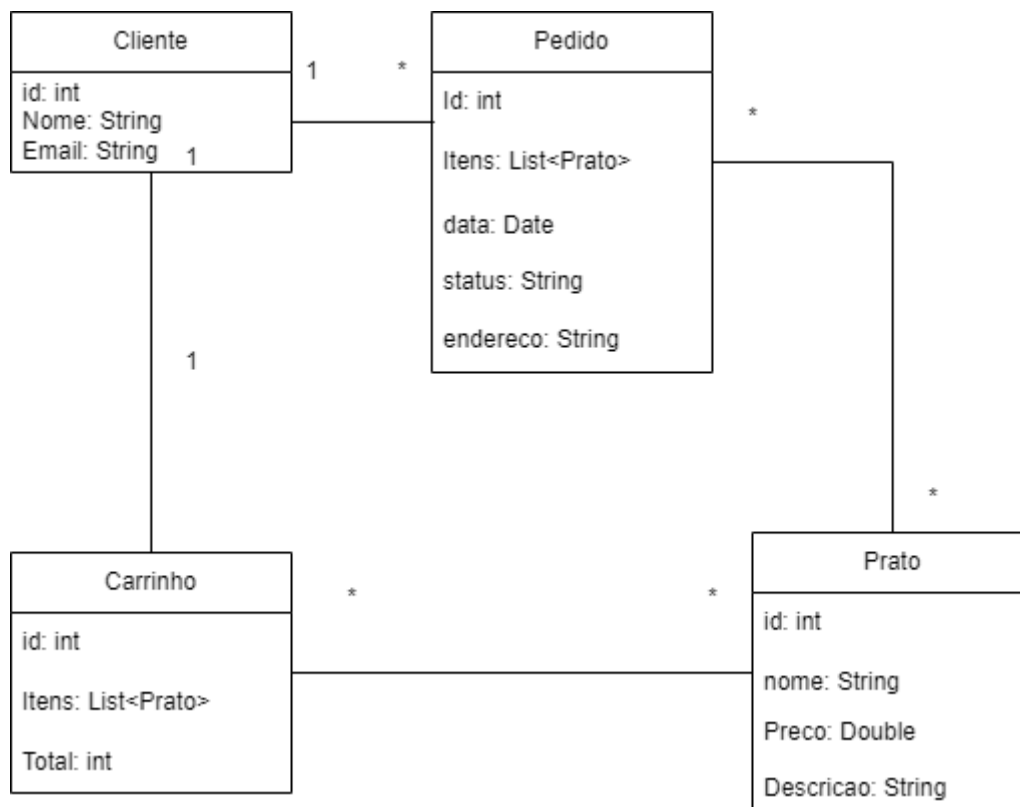 Cliente
id: int
Nome: String
Email: String
1
1
*
Pedido
Id: int
Itens: List<Prato>
data: Date
status: String
endereco: String
*
*
1
Carrinho
id: int
Itens: List<Prato>
Total: int
*
*
Prato
id: int
nome: String
Preco: Double
Descricao: String